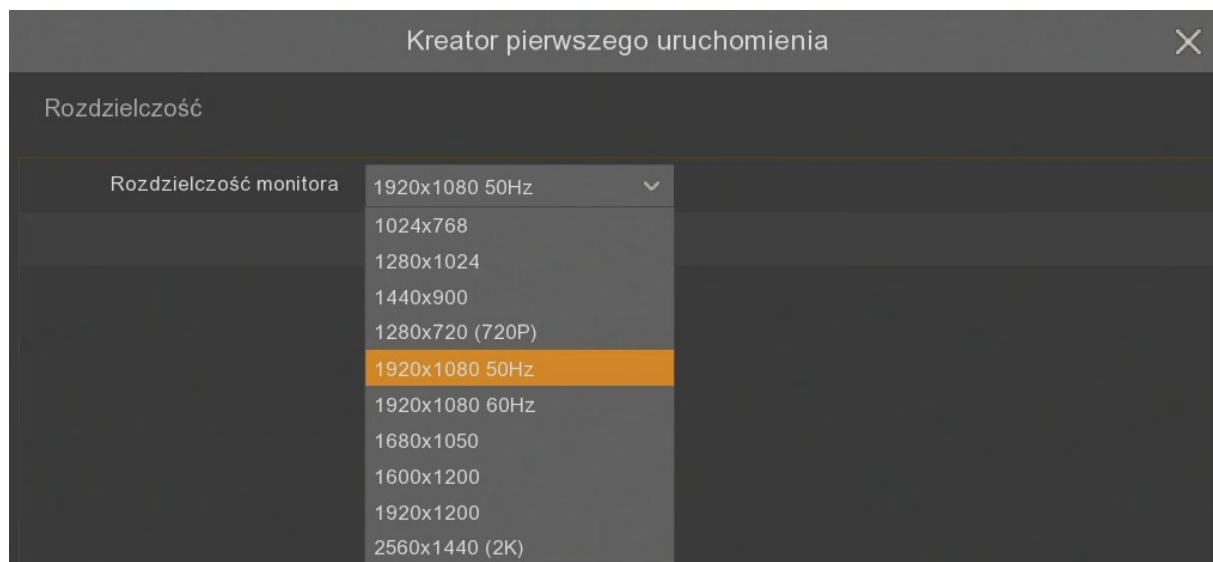 Kreator pierwszego uruchomienia
Rozdzielczość
Rozdzielczość monitora 1920x1080 50Hz
1024x768
1280x1024
1440x900
1280x720 (720P)
1920x1080 50Hz
1920x1080 60Hz
1680x1050
1600x1200
1920x1200
2560x1440 (2K)